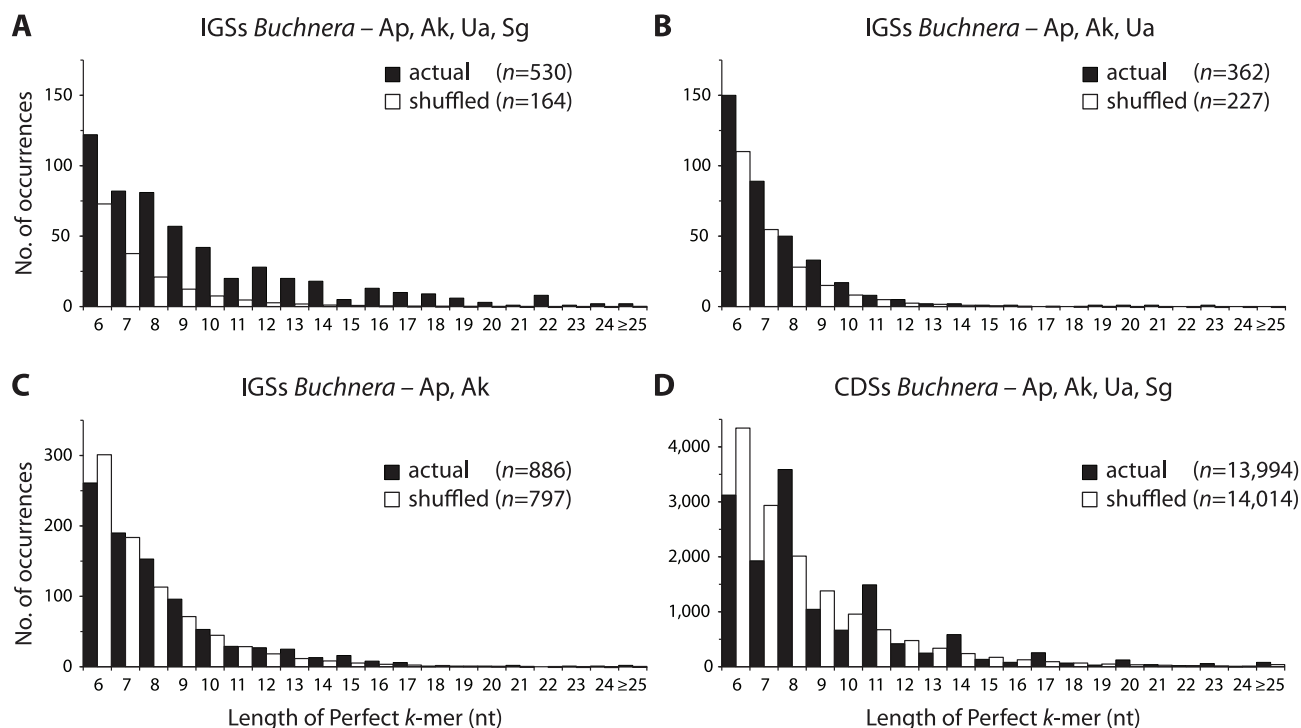 A IGSs Buchnera – Ap, Ak, Ua, Sg
actual (n=530)
shuffled (n=164)
No. of occurrences
150
100
50
0
6 7 8 9 10 11 12 13 14 15 16 17 18 19 20 21 22 23 24 ≥25
B IGSs Buchnera – Ap, Ak, Ua
actual (n=362)
shuffled (n=227)
150
100
50
0
6 7 8 9 10 11 12 13 14 15 16 17 18 19 20 21 22 23 24 ≥25
C IGSs Buchnera – Ap, Ak
actual (n=886)
shuffled (n=797)
No. of occurrences
300
200
100
0
6 7 8 9 10 11 12 13 14 15 16 17 18 19 20 21 22 23 24 ≥25
Length of Perfect k-mer (nt)
D CDSs Buchnera – Ap, Ak, Ua, Sg
actual (n=13,994)
shuffled (n=14,014)
4,000
3,000
2,000
1,000
0
6 7 8 9 10 11 12 13 14 15 16 17 18 19 20 21 22 23 24 ≥25
Length of Perfect k-mer (nt)